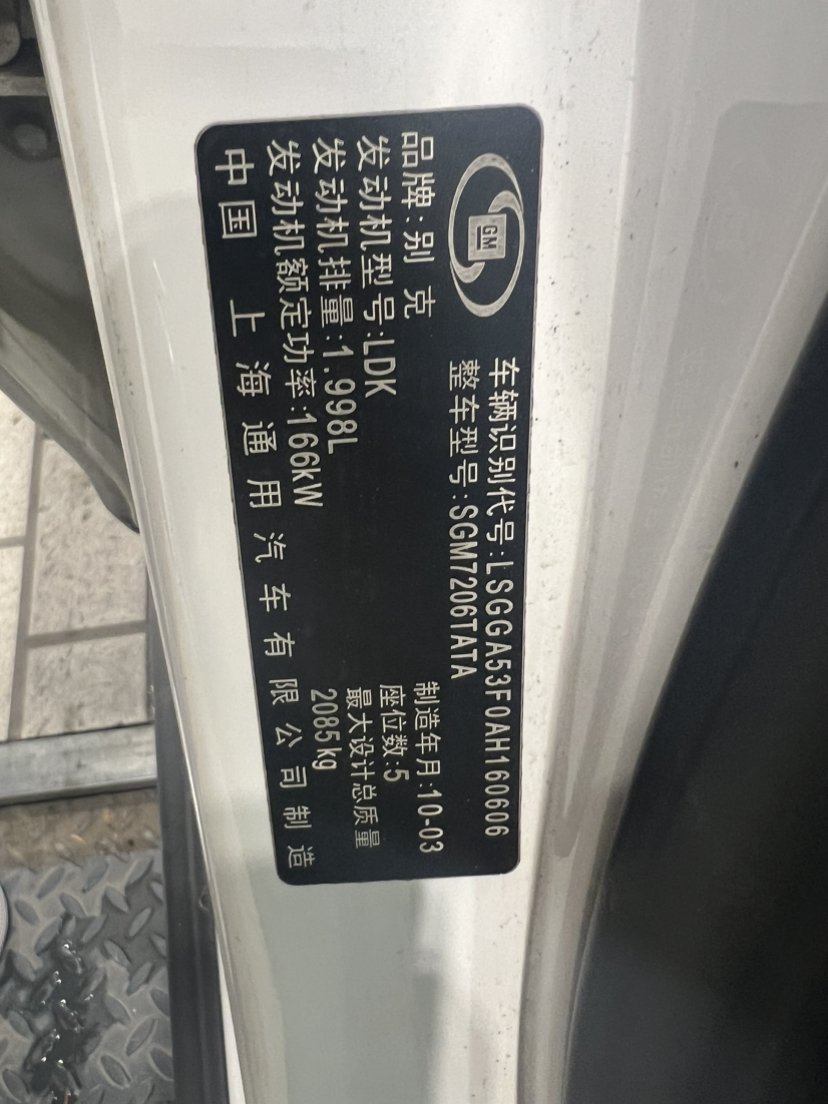 GM
车辆识别代号:LSGGA53F0AH160606
整车型号:SGM7206TATA
品牌:别克
制造年月:10-03
发动机型号:LDK
座位数:5
发动机排量:1.998L
最大设计总质量
2085kg
发动机额定功率:166kW
中国 上海通用汽车有限公司制造